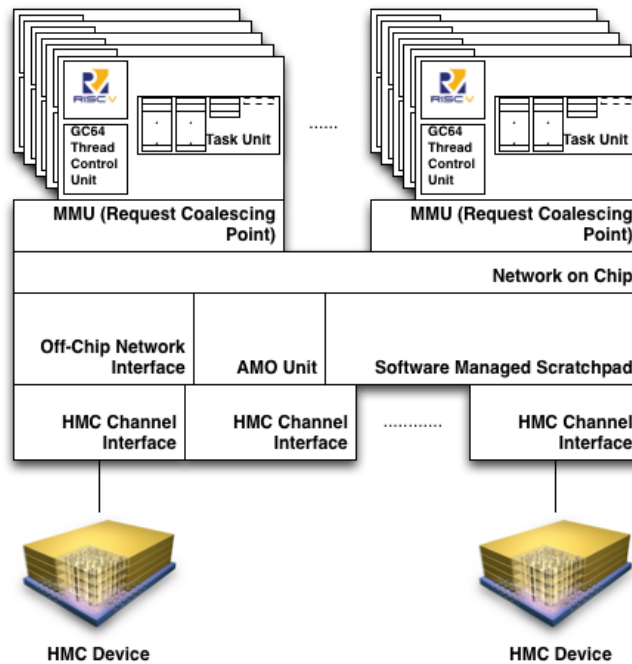 RISC V
RISC V
GC64
Thread
Control
Unit
Task Unit
......
GC64
Thread
Control
Unit
Task Unit
MMU (Request Coalescing
Point)
MMU (Request Coalescing
Point)
Network on Chip
Off-Chip Network
Interface
AMO Unit
Software Managed Scratchpad
HMC Channel
Interface
HMC Channel
Interface
............
HMC Channel
Interface
HMC Device
HMC Device